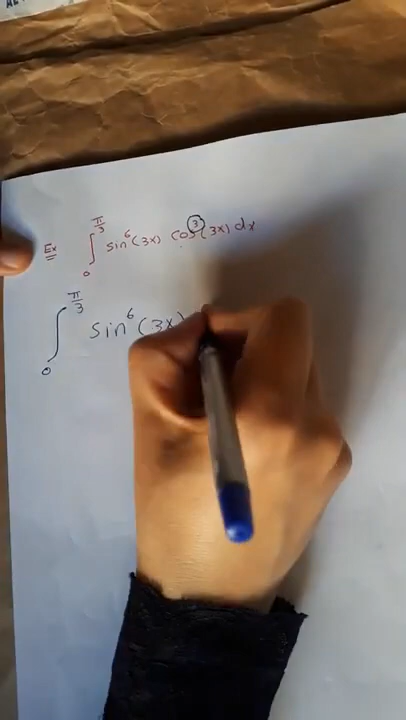 Ex ∫₀^(π/3) sin⁶(3x) cos³(3x) dx
∫₀^(π/3) sin⁶(3x)